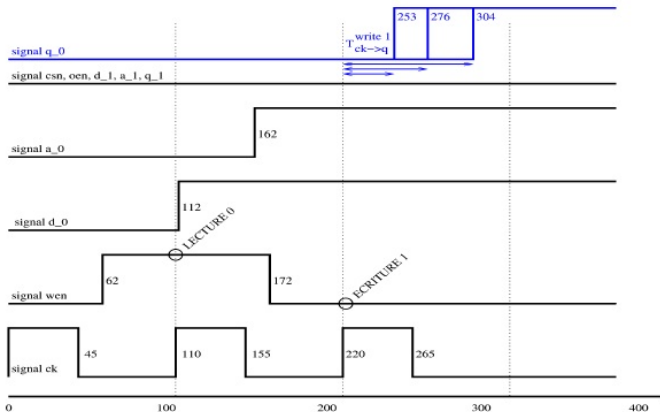 253 276 304
write 1
T
ck->q
signal q_0
signal csn, oen, d_1, a_1, q_1
162
signal a_0
112
signal d_0
LECTURE 0
ECRITURE 1
62 172
signal wen
45 110 155 220 265
signal ck
0 100 200 300 400